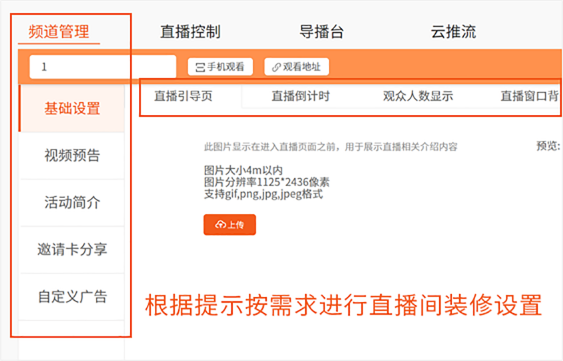 频道管理 直播控制 导播台 云推流
1 手机观看 观看地址
基础设置 直播引导页 直播倒计时 观众人数显示 直播窗口背
视频预告
活动简介
邀请卡分享
自定义广告
此图片显示在进入直播页面之前，用于展示直播相关介绍内容 预览:
图片大小4m以内
图片分辨率1125*2436像素
支持gif,png,jpg,jpeg格式
上传
根据提示按需求进行直播间装修设置